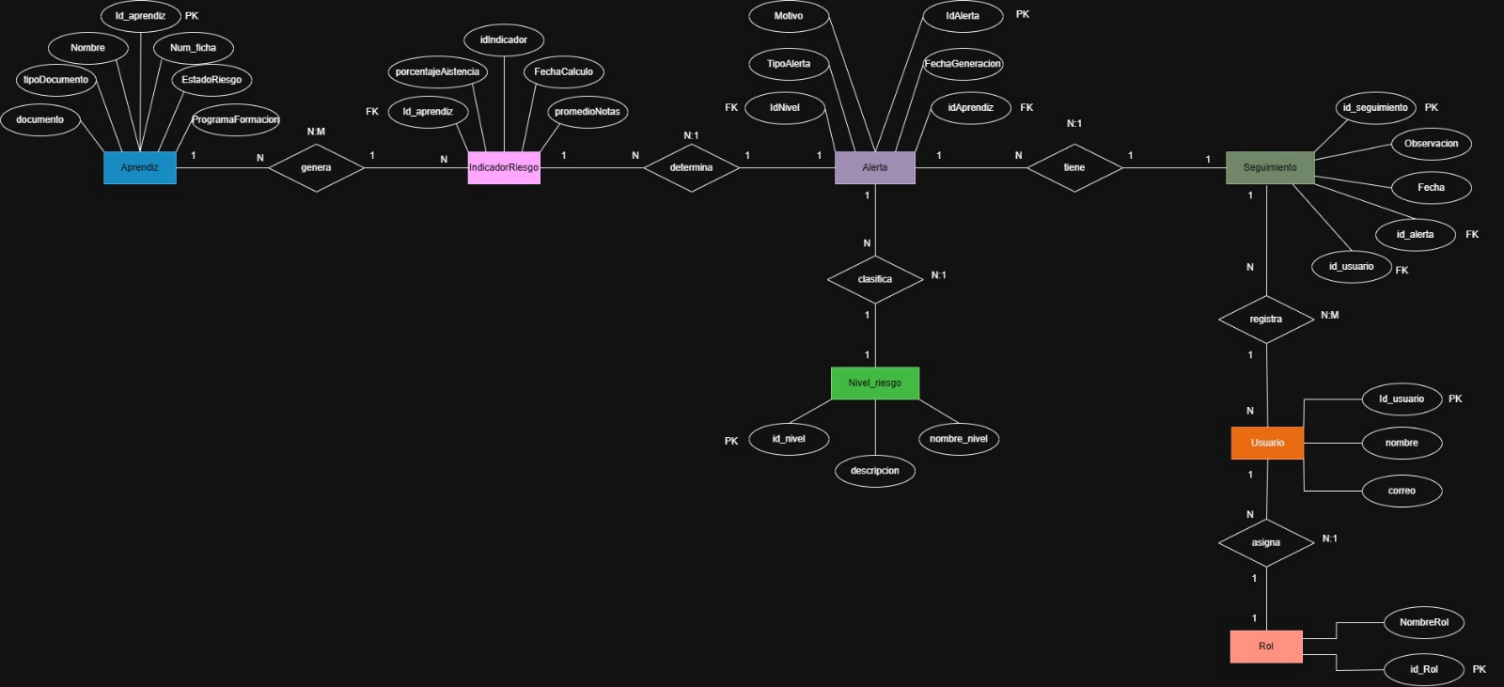 Id_aprendiz PK
Nombre
Num_ficha
tipoDocumento
EstadoRiesgo
documento
ProgramaFormacion
Aprendiz
1
N
N:M
genera
1
N
idIndicador
porcentajeAistencia
FechaCalculo
FK Id_aprendiz
promedioNotas
IndicadorRiesgo
1
N
N:1
determina
1
1
Motivo
IdAlerta PK
TipoAlerta
FechaGeneracion
FK IdNivel
idAprendiz FK
Alerta
1
N
N:1
tiene
1
1
id_seguimiento PK
Observacion
Fecha
id_alerta FK
id_usuario FK
Seguimiento
1
N
clasifica
N:1
1
1
Nivel_riesgo
PK id_nivel
nombre_nivel
descripcion
1
N
registra
N:M
1
N
Usuario
Id_usuario PK
nombre
correo
1
N
asigna
N:1
1
1
Rol
NombreRol
id_Rol PK